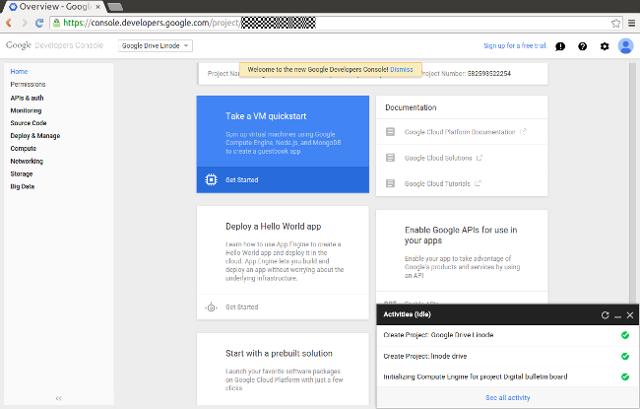 Overview - Goog
https://console.developers.google.com/project/
Google Developers Console
Google Drive Linode
Sign up for a free trial
Welcome to the new Google Developers Console! Dismiss
Project Number: 582593522254
Home
Permissions
APIs & auth
Monitoring
Source Code
Deploy & Manage
Compute
Networking
Storage
Big Data
Take a VM quickstart
Spin up virtual machines using Google
Compute Engine, Node.js, and MongoDB
to create a guestbook app
Get Started
Documentation
Google Cloud Platform Documentation
Google Cloud Solutions
Google Cloud Tutorials
Deploy a Hello World app
Learn how to use App Engine to create a
Hello World app and deploy it in the
cloud. App Engine lets you build and
deploy an app without worrying about the
underlying infrastructure.
Get Started
Enable Google APIs for use in
your apps
Enable your app to take advantage of
Google's products and services by using
an API
Start with a prebuilt solution
Launch your favorite software packages
on Google Cloud Platform with just a few
clicks
Activities (Idle)
Create Project: Google Drive Linode
Create Project: linode drive
Initializing Compute Engine for project Digital bulletin board
See all activity